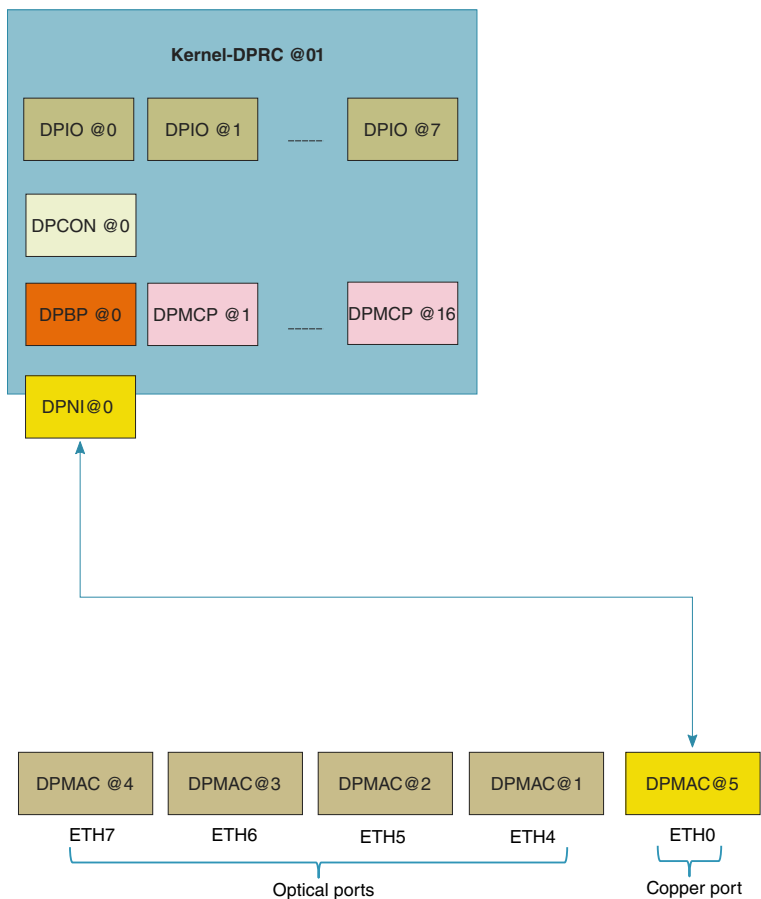 Kernel-DPRC @01
DPIO @0 DPIO @1 ----- DPIO @7
DPCON @0
DPBP @0 DPMCP @1 ----- DPMCP @16
DPNI@0
DPMAC @4 DPMAC@3 DPMAC@2 DPMAC@1 DPMAC@5
ETH7 ETH6 ETH5 ETH4 ETH0
Optical ports Copper port